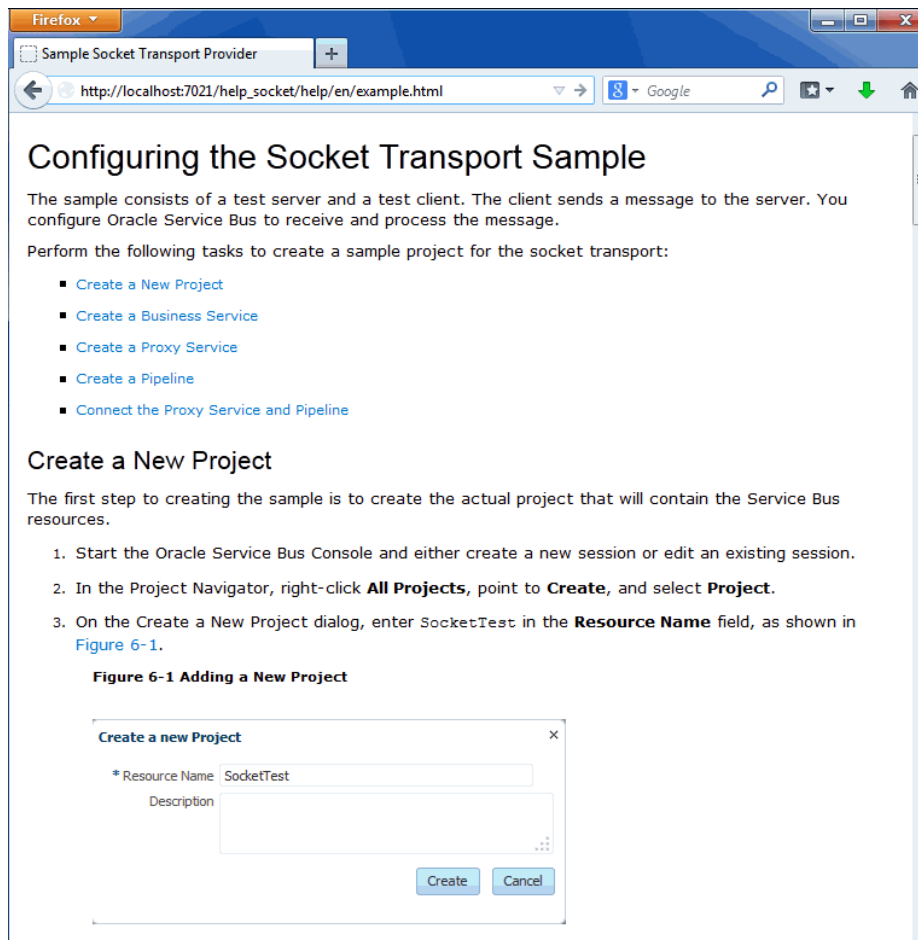 Firefox
Sample Socket Transport Provider
http://localhost:7021/help_socket/help/en/example.html
8 Google
Configuring the Socket Transport Sample
The sample consists of a test server and a test client. The client sends a message to the server. You
configure Oracle Service Bus to receive and process the message.
Perform the following tasks to create a sample project for the socket transport:
Create a New Project
Create a Business Service
Create a Proxy Service
Create a Pipeline
Connect the Proxy Service and Pipeline
Create a New Project
The first step to creating the sample is to create the actual project that will contain the Service Bus
resources.
1. Start the Oracle Service Bus Console and either create a new session or edit an existing session.
2. In the Project Navigator, right-click All Projects, point to Create, and select Project.
3. On the Create a New Project dialog, enter SocketTest in the Resource Name field, as shown in
Figure 6-1.
Figure 6-1 Adding a New Project
Create a new Project
* Resource Name SocketTest
Description
Create Cancel